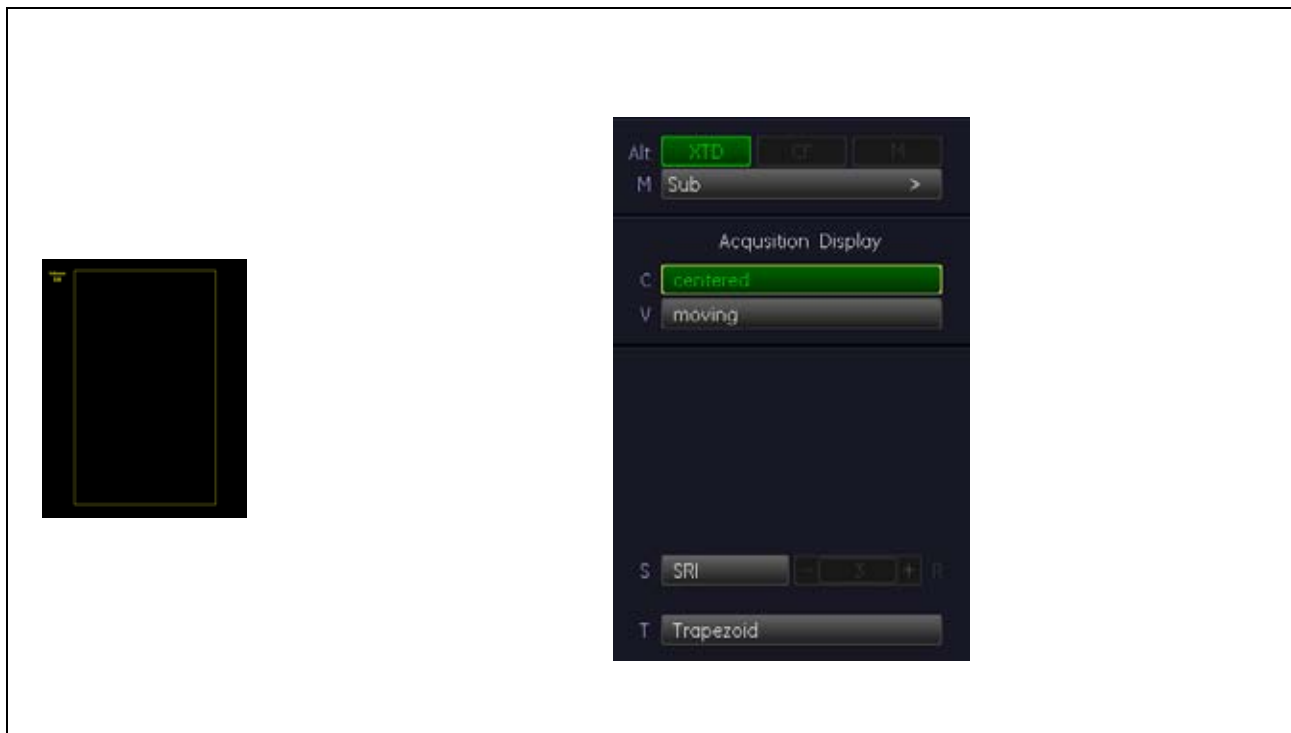 Alt XTD CF M
M Sub >
Acqusition Display
C centered
V moving
S SRI - 3 + R
T Trapezoid